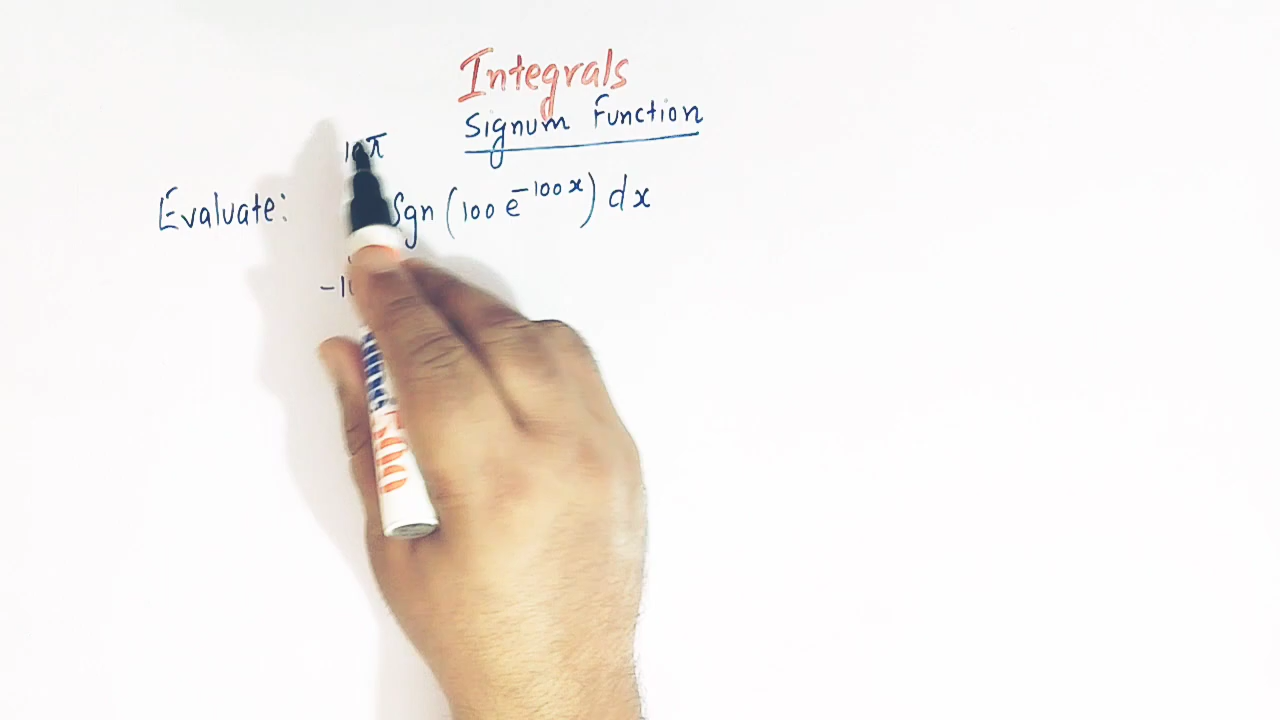 Integrals
Signum Function
π
Evaluate: Sgn (100 e^{-100x}) dx